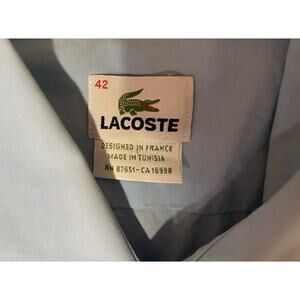 42
LACOSTE
DESIGNED IN FRANCE
MADE IN TUNISIA
RN 87651-CA 16998